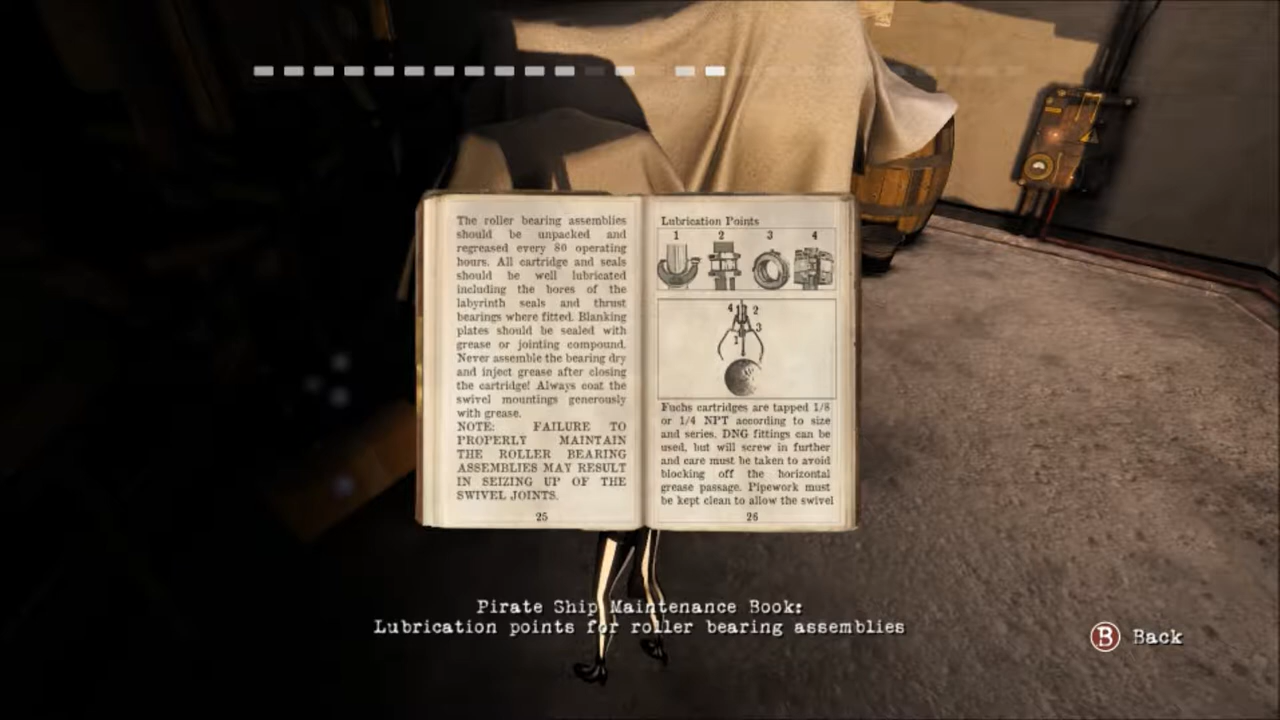 The roller bearing assemblies
should be unpacked and
regreased every 80 operating
hours. All cartridge and seals
should be well lubricated
including the bores of the
labyrinth seals and thrust
bearings where fitted. Blanking
plates should be sealed with
grease or jointing compound.
Never assemble the bearing dry
and inject grease after closing
the cartridge! Always coat the
swivel mountings generously
with grease.
NOTE: FAILURE TO
PROPERLY MAINTAIN
THE ROLLER BEARING
ASSEMBLIES MAY RESULT
IN SEIZING UP OF THE
SWIVEL JOINTS.
25
Lubrication Points
1 2 3 4
4 2
3
1
Fuchs cartridges are tapped 1/8
or 1/4 NPT according to size
and series. DNG fittings can be
used, but will screw in further
and care must be taken to avoid
blocking off the horizontal
grease passage. Pipework must
be kept clean to allow the swivel
26
Pirate Ship Maintenance Book:
Lubrication points for roller bearing assemblies
B Back